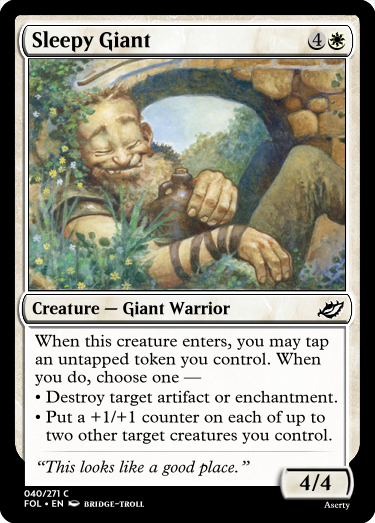 Sleepy Giant 4
Creature — Giant Warrior
When this creature enters, you may tap
an untapped token you control. When
you do, choose one —
• Destroy target artifact or enchantment.
• Put a +1/+1 counter on each of up to
two other target creatures you control.
“This looks like a good place.”
4/4
040/271 C
FOL • EN BRIDGE-TROLL
Aserty